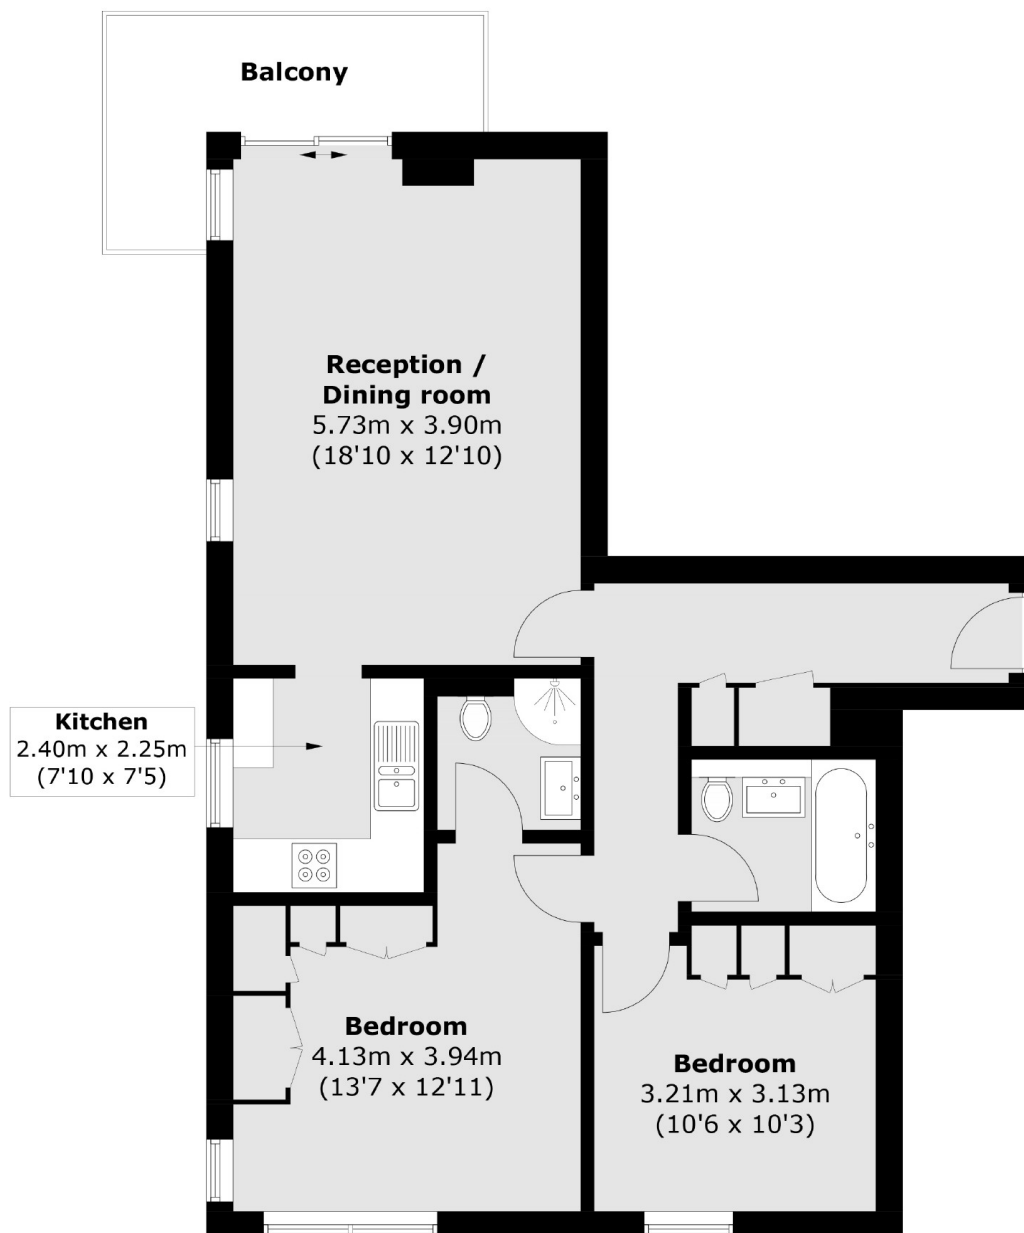 Balcony
Reception /
Dining room
5.73m x 3.90m
(18'10 x 12'10)
Kitchen
2.40m x 2.25m
(7'10 x 7'5)
Bedroom
4.13m x 3.94m
(13'7 x 12'11)
Bedroom
3.21m x 3.13m
(10'6 x 10'3)